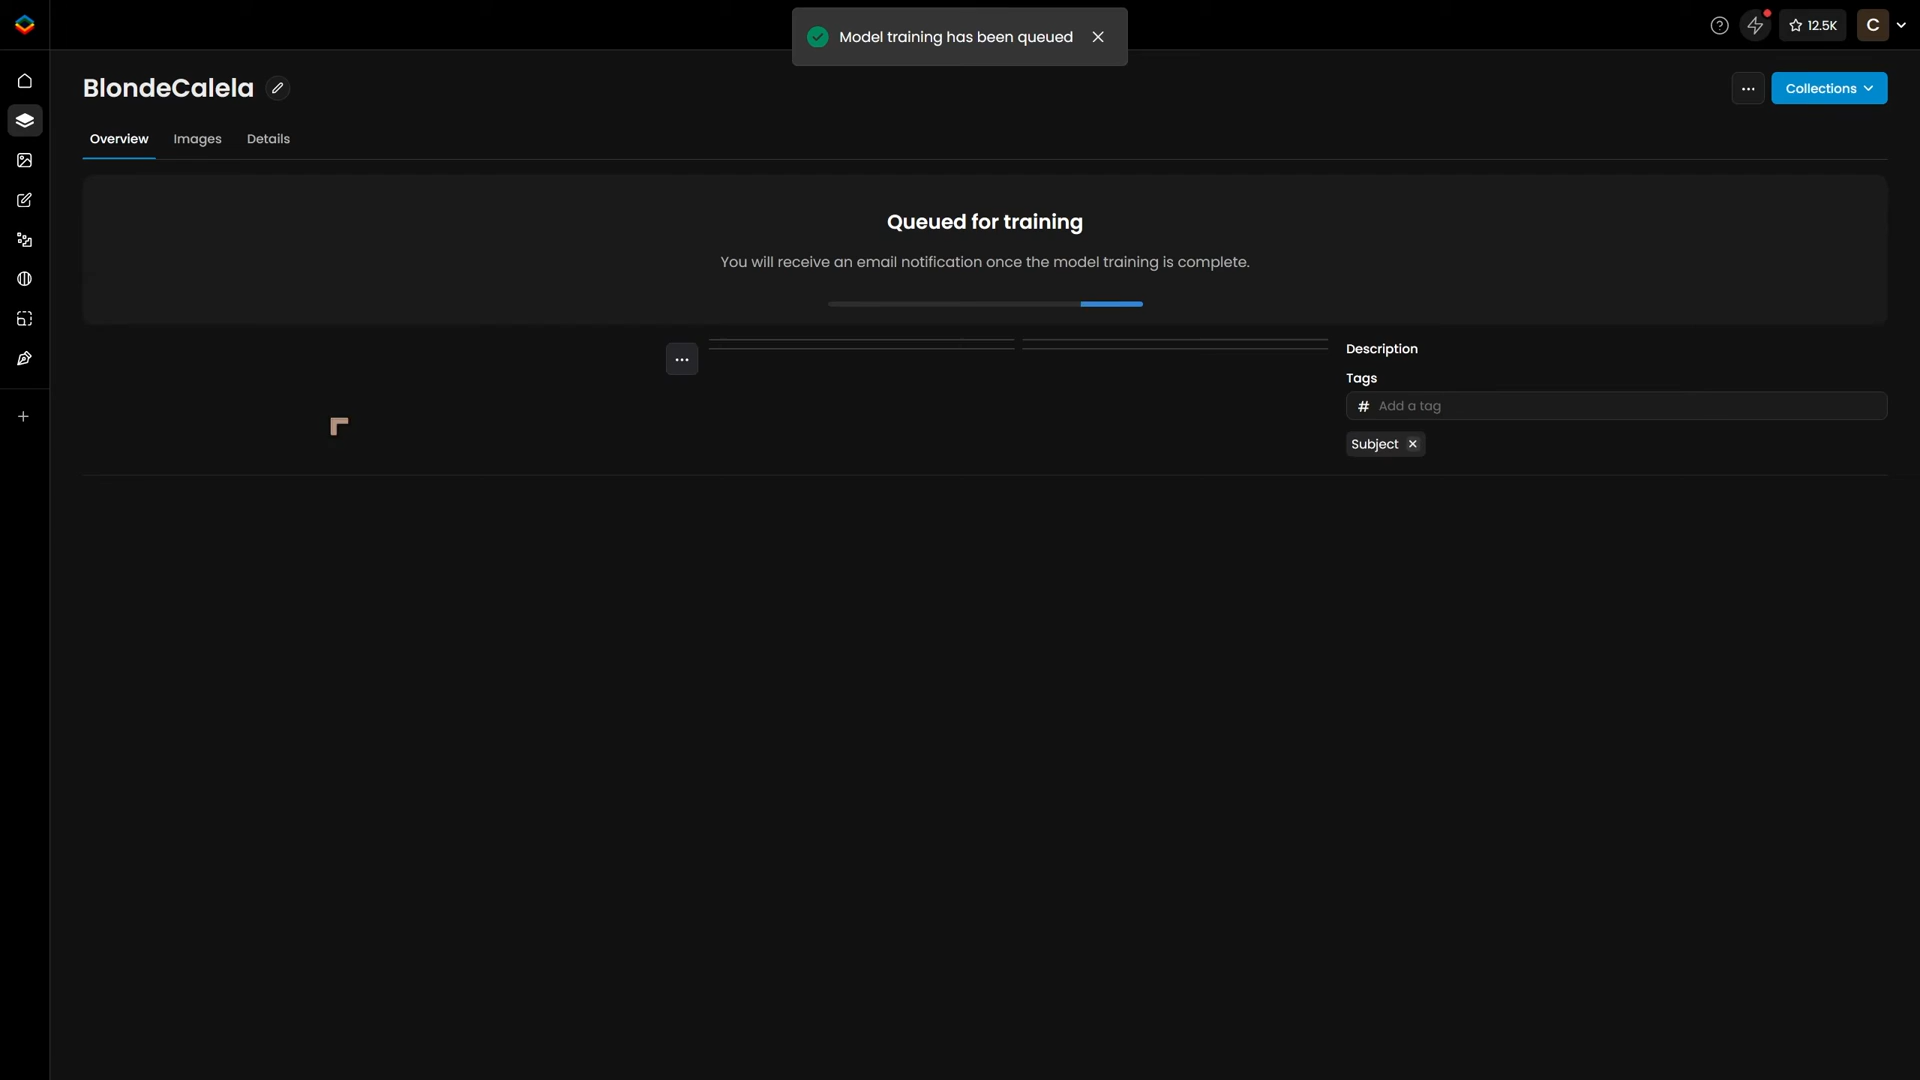 Model training has been queued
12.5K
C
BlondeCalela
Collections
Overview
Images
Details
Queued for training
You will receive an email notification once the model training is complete.
Description
Tags
# Add a tag
Subject